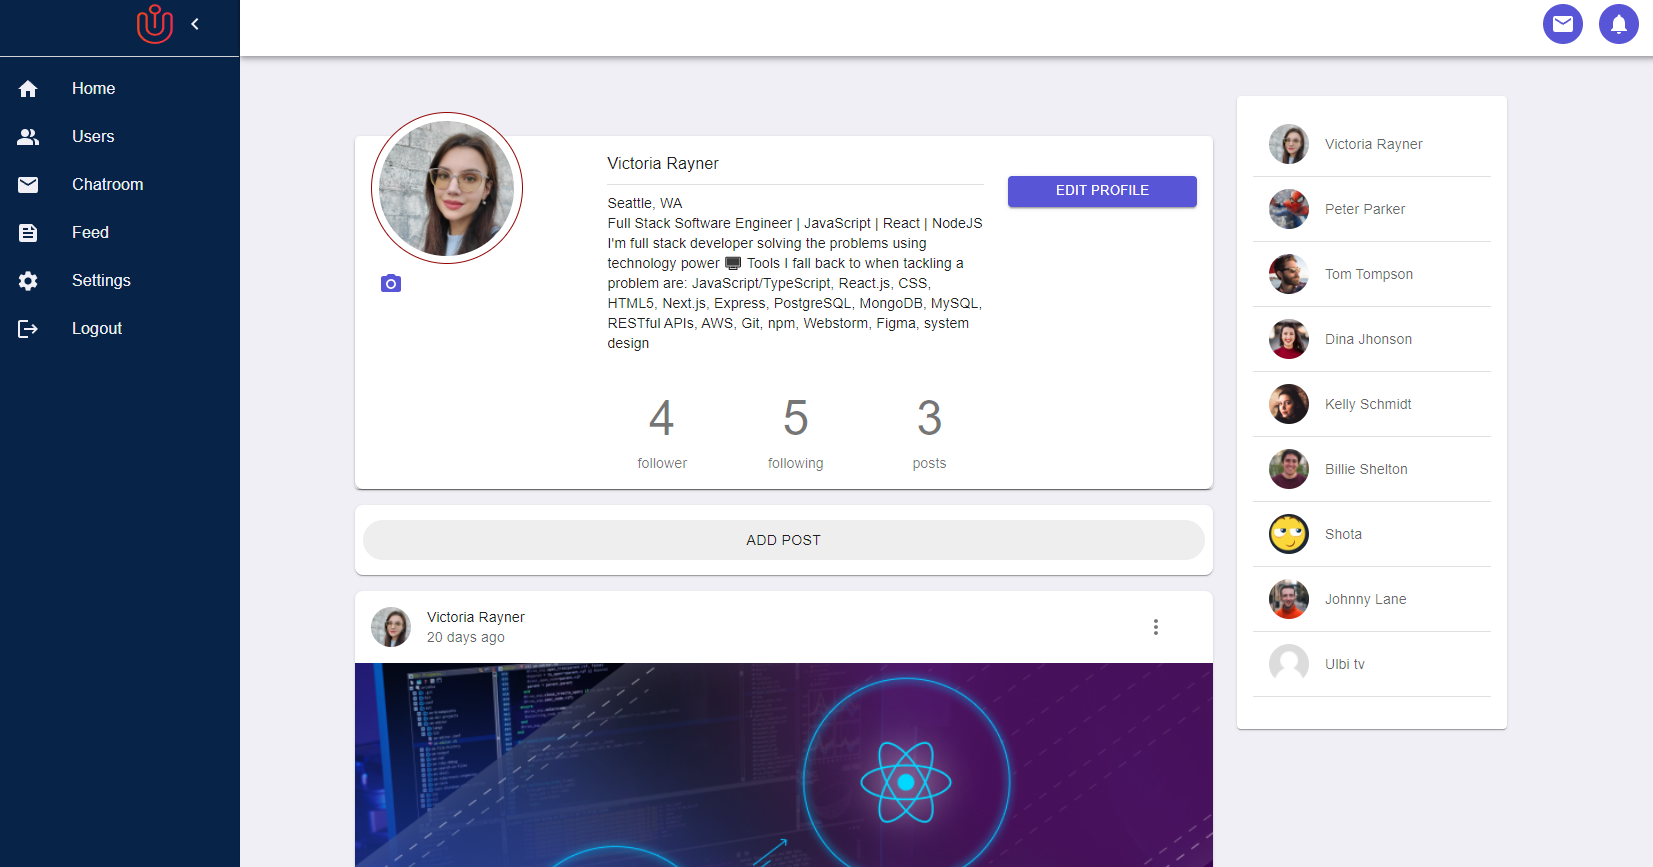 Home
Users
Chatroom
Feed
Settings
Logout
Victoria Rayner
Seattle, WA
Full Stack Software Engineer | JavaScript | React | NodeJS
I'm full stack developer solving the problems using
technology power 🖥 Tools I fall back to when tackling a
problem are: JavaScript/TypeScript, React.js, CSS,
HTML5, Next.js, Express, PostgreSQL, MongoDB, MySQL,
RESTful APIs, AWS, Git, npm, Webstorm, Figma, system
design
EDIT PROFILE
4 5 3
follower following posts
ADD POST
Victoria Rayner
20 days ago
Victoria Rayner
Peter Parker
Tom Tompson
Dina Jhonson
Kelly Schmidt
Billie Shelton
Shota
Johnny Lane
Ulbi tv